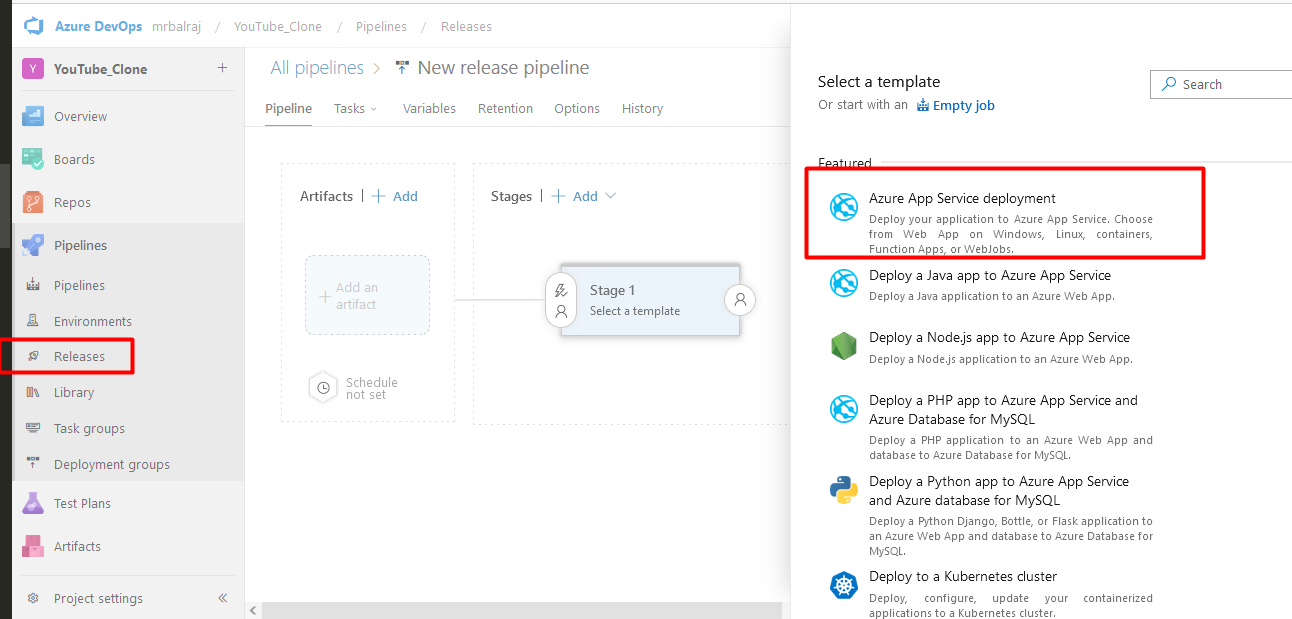 Azure DevOps mrbalraj / YouTube_Clone / Pipelines / Releases
Y YouTube_Clone +
Overview
Boards
Repos
Pipelines
Pipelines
Environments
Releases
Library
Task groups
Deployment groups
Test Plans
Artifacts
Project settings
All pipelines > New release pipeline
Pipeline Tasks Variables Retention Options History
Artifacts | + Add
+ Add an
artifact
Schedule
not set
Stages | + Add
Stage 1
Select a template
Select a template
Or start with an Empty job
Search
Featured
Azure App Service deployment
Deploy your application to Azure App Service. Choose
from Web App on Windows, Linux, containers,
Function Apps, or WebJobs.
Deploy a Java app to Azure App Service
Deploy a Java application to an Azure Web App.
Deploy a Node.js app to Azure App Service
Deploy a Node.js application to an Azure Web App.
Deploy a PHP app to Azure App Service and
Azure Database for MySQL
Deploy a PHP application to an Azure Web App and
database to Azure Database for MySQL.
Deploy a Python app to Azure App Service
and Azure database for MySQL
Deploy a Python Django, Bottle, or Flask application to
an Azure Web App and database to Azure Database for
MySQL.
Deploy to a Kubernetes cluster
Deploy, configure, update your containerized
applications to a Kubernetes cluster.